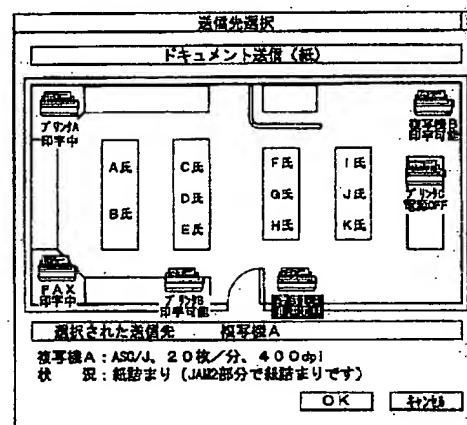 送信先選択
ドキュメント送信（紙）
プリンタA
印字中
複写機B
印字可能
A氏
C氏
F氏
I氏
プリンタC
電源OFF
B氏
D氏
G氏
J氏
E氏
H氏
K氏
FAX
印字中
プリンタB
印字可能
選択された送信先 複写機A
複写機A：ASG/J、20枚／分、400dpi
状 況：紙詰まり（JAM2部分で紙詰まりです）
OK
キャンセル